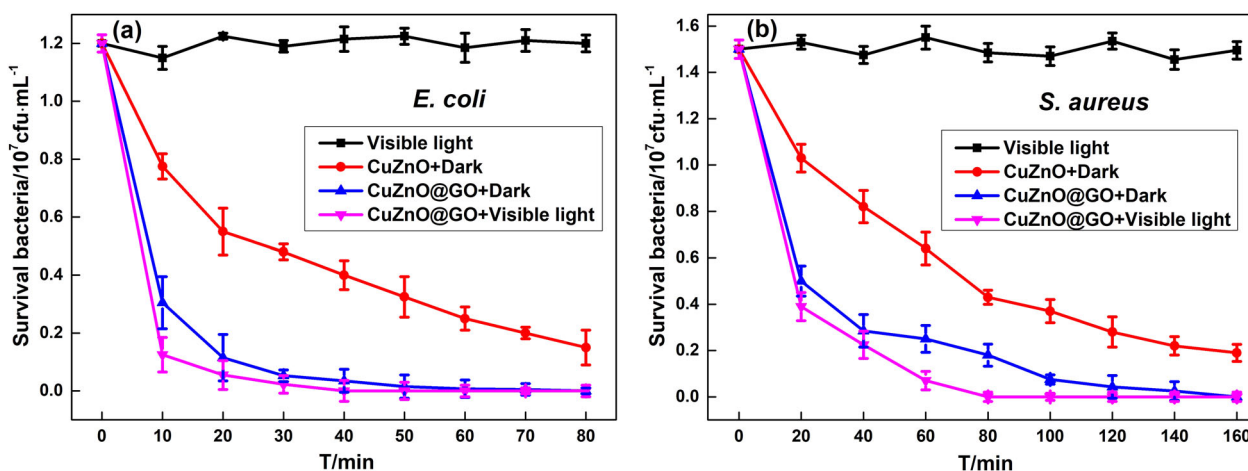 (a)
E. coli
Visible light
CuZnO+Dark
CuZnO@GO+Dark
CuZnO@GO+Visible light
Survival bacteria/10⁷cfu·mL⁻¹
1.2
1.0
0.8
0.6
0.4
0.2
0.0
0 10 20 30 40 50 60 70 80
T/min
(b)
S. aureus
Visible light
CuZnO+Dark
CuZnO@GO+Dark
CuZnO@GO+Visible light
Survival bacteria/10⁷cfu·mL⁻¹
1.6
1.4
1.2
1.0
0.8
0.6
0.4
0.2
0.0
0 20 40 60 80 100 120 140 160
T/min